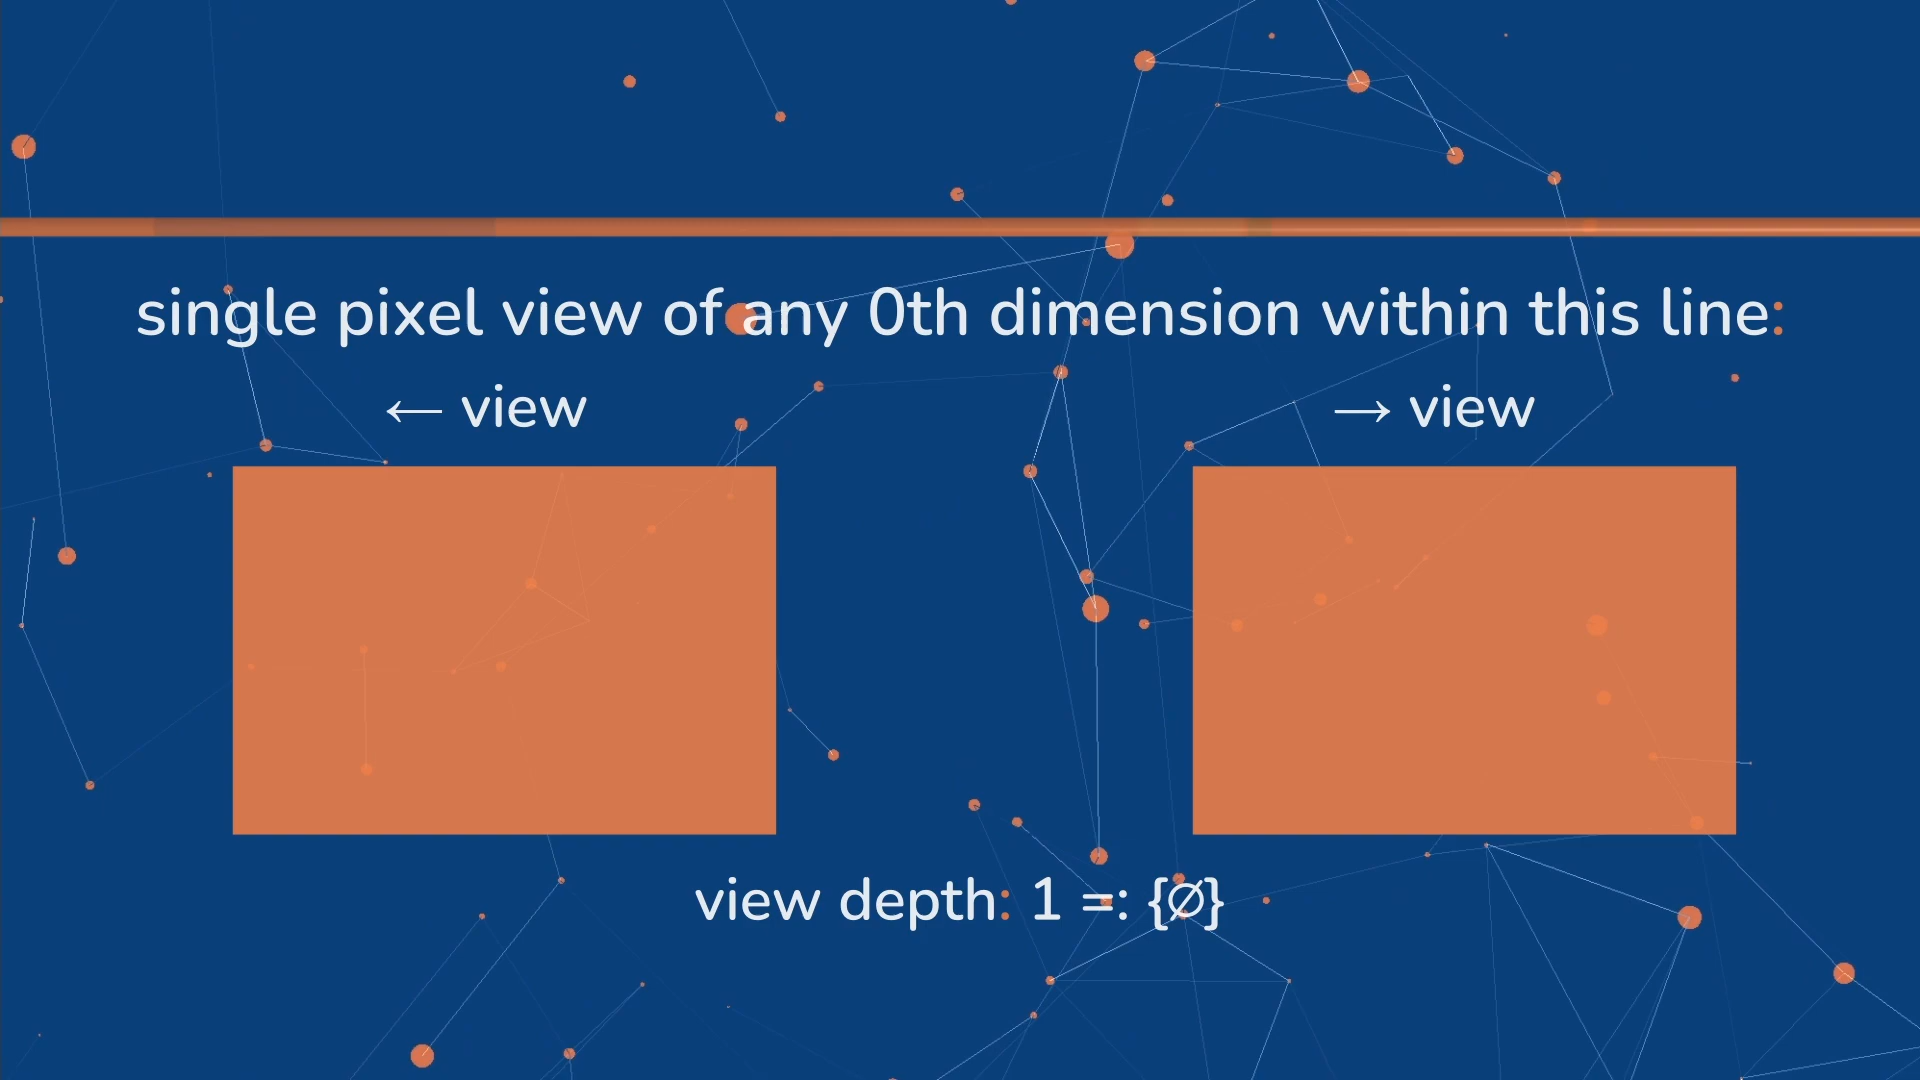 single pixel view of any 0th dimension within this line:
← view
→ view
view depth: 1 =: {∅}